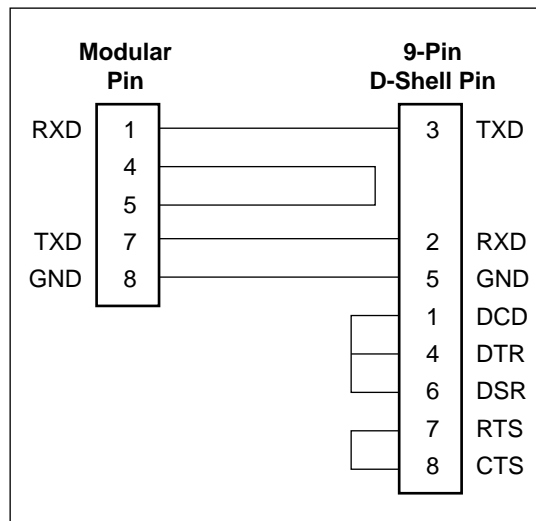 Modular Pin
9-Pin D-Shell Pin
RXD 1 3 TXD
4
5
TXD 7 2 RXD
GND 8 5 GND
1 DCD
4 DTR
6 DSR
7 RTS
8 CTS